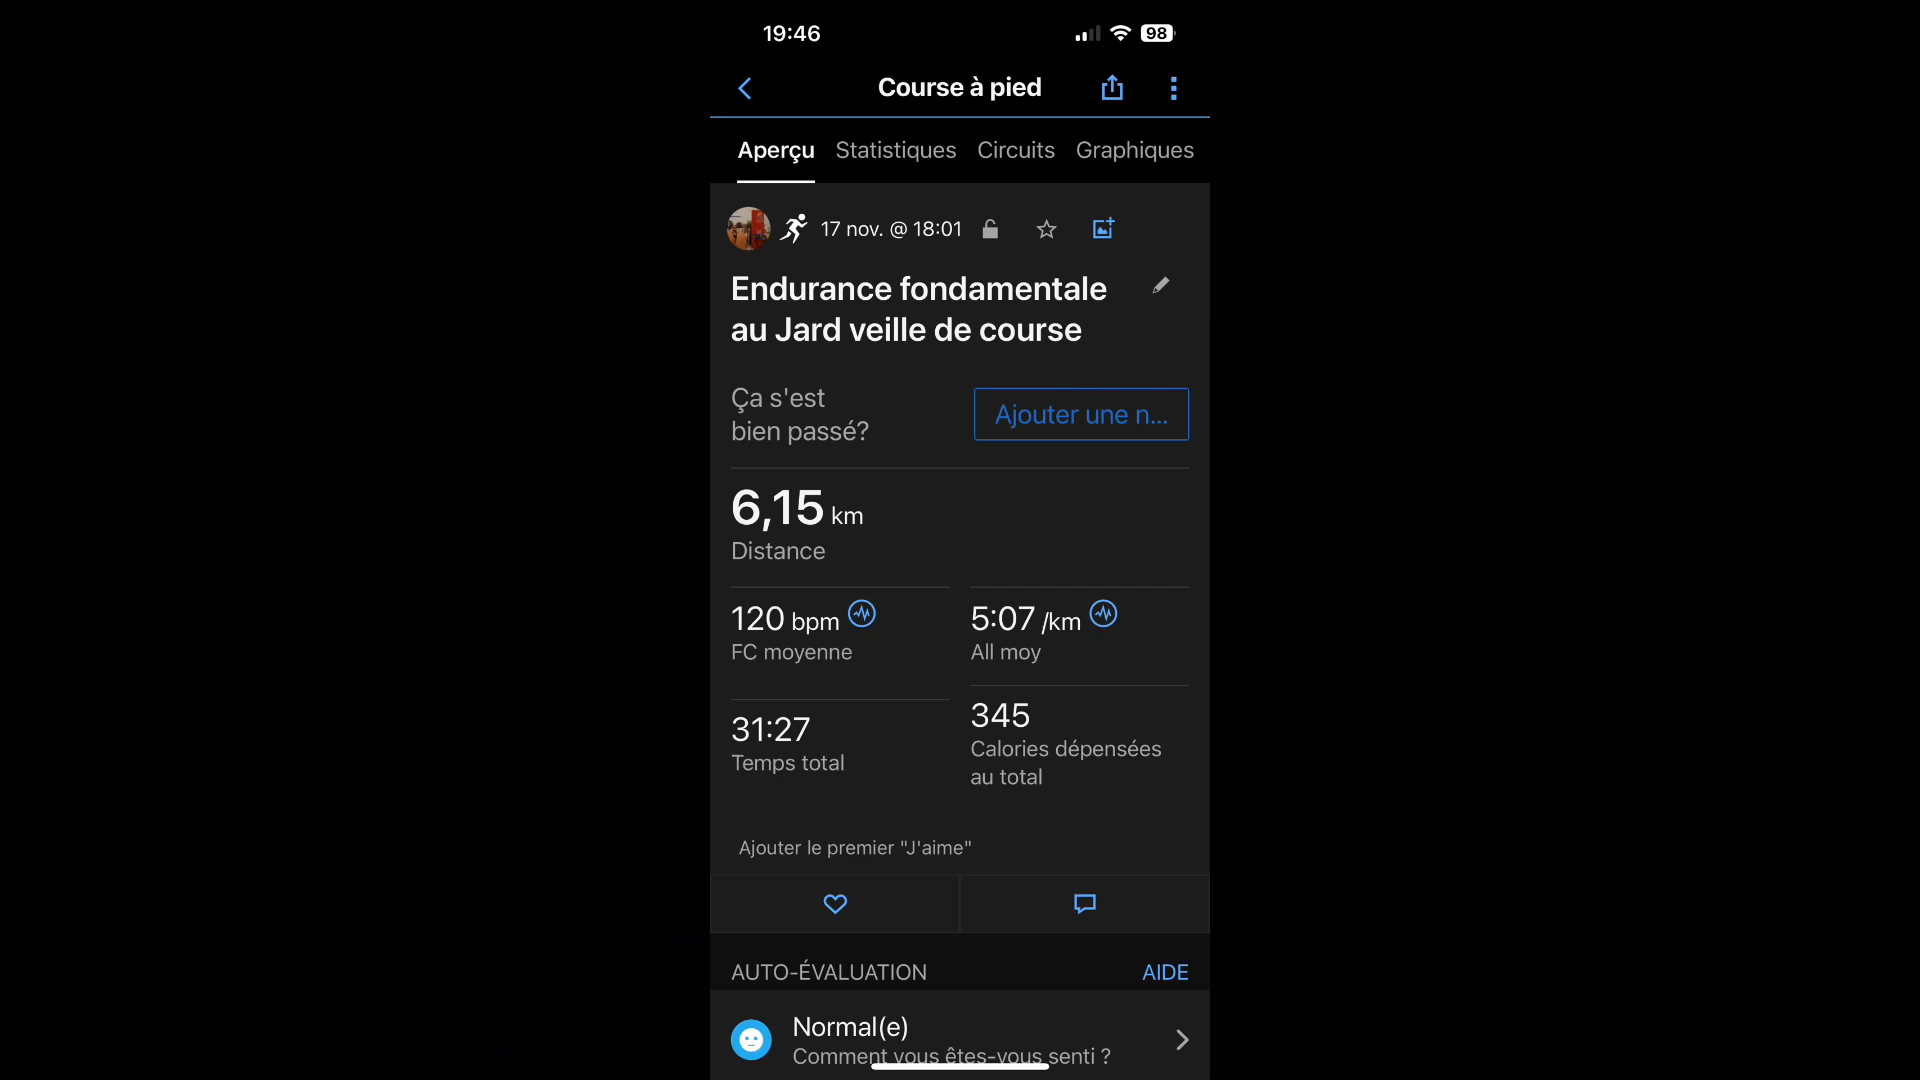 19:46
98
Course à pied
Aperçu Statistiques Circuits Graphiques
17 nov. @ 18:01
Endurance fondamentale
au Jard veille de course
Ça s'est
bien passé?
Ajouter une n...
6,15 km
Distance
120 bpm
FC moyenne
5:07 /km
All moy
31:27
Temps total
345
Calories dépensées
au total
Ajouter le premier "J'aime"
AUTO-ÉVALUATION
AIDE
Normal(e)
Comment vous êtes-vous senti ?